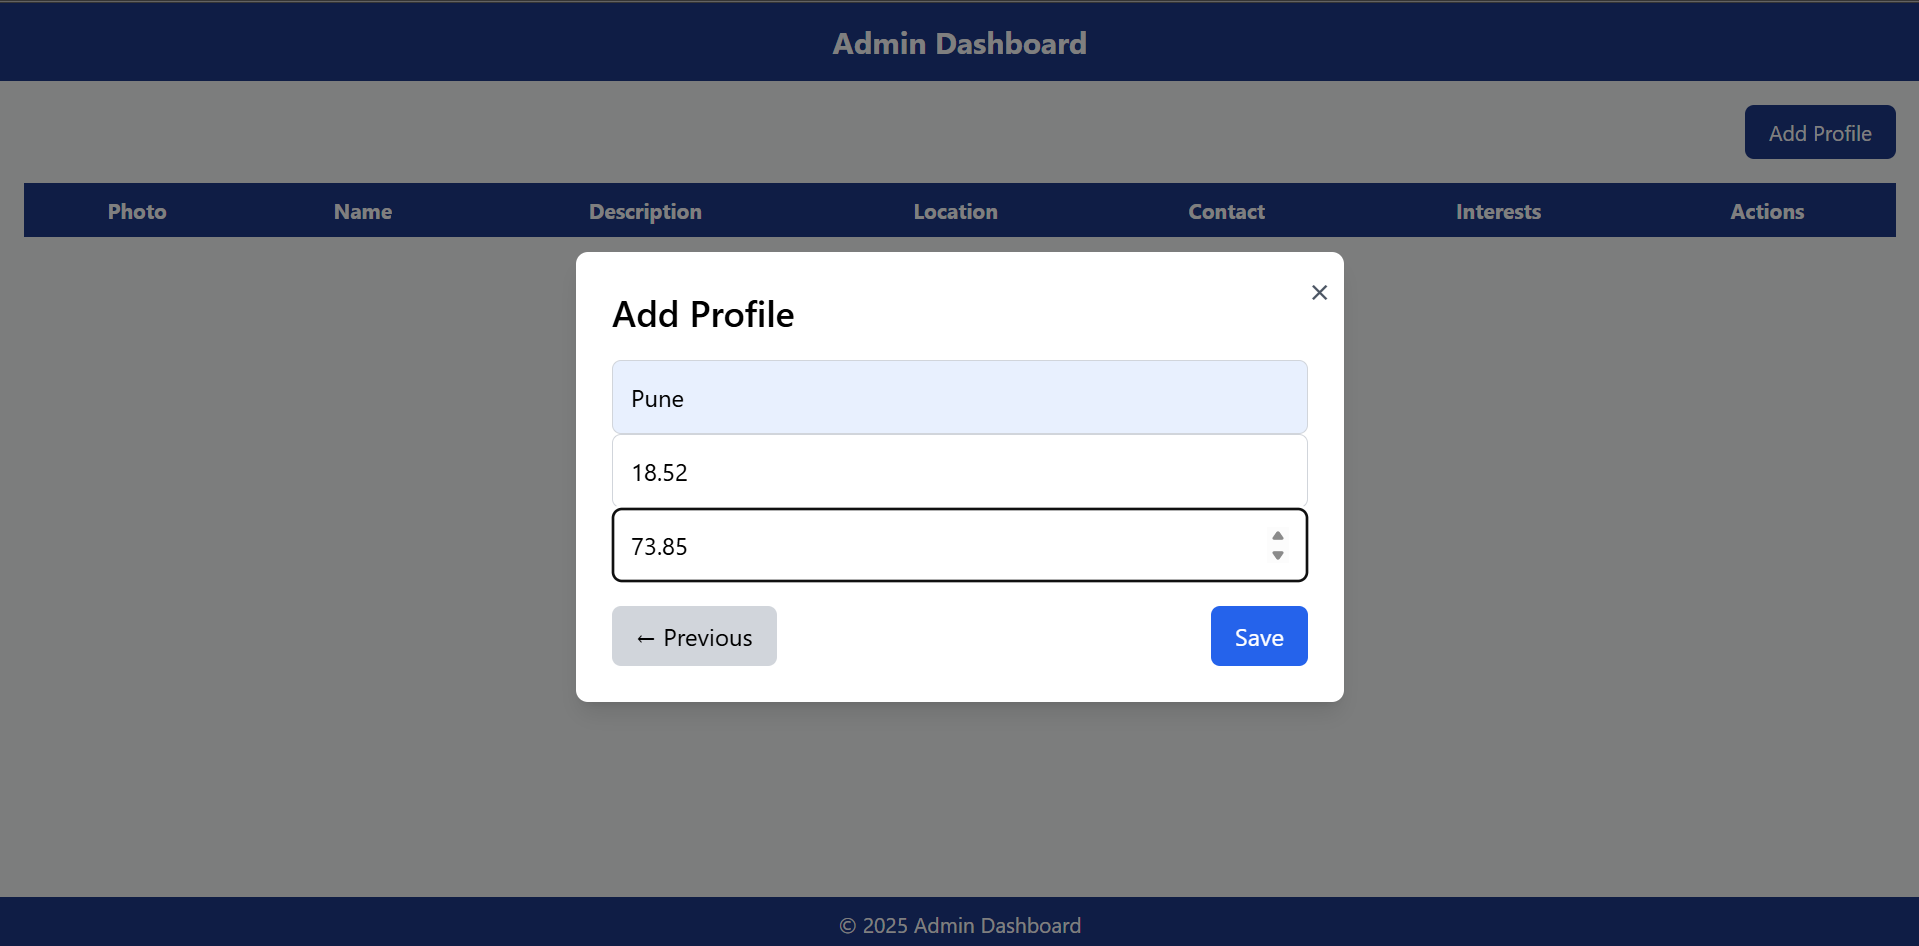 Admin Dashboard
Add Profile
Photo Name Description Location Contact Interests Actions
Add Profile
Pune
18.52
73.85
← Previous Save
© 2025 Admin Dashboard